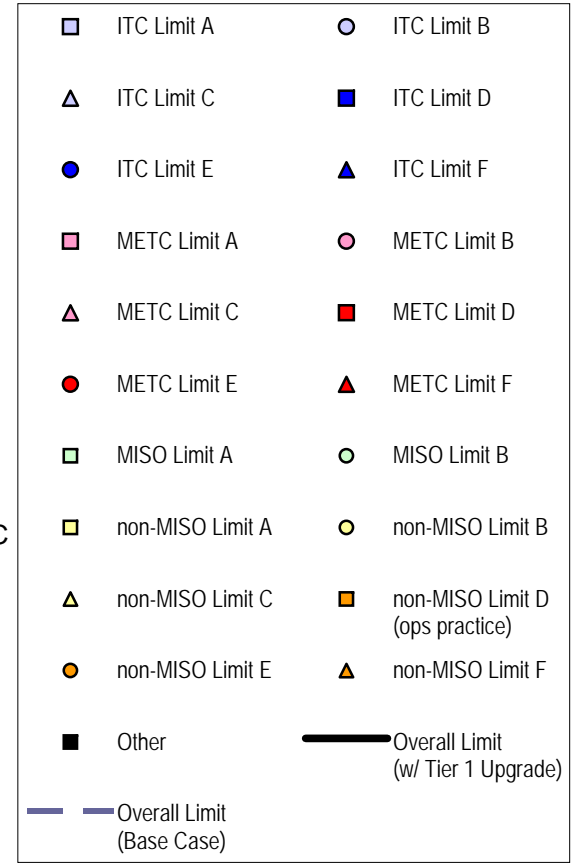 ITC Limit A
ITC Limit B
ITC Limit C
ITC Limit D
ITC Limit E
ITC Limit F
METC Limit A
METC Limit B
METC Limit C
METC Limit D
METC Limit E
METC Limit F
MISO Limit A
MISO Limit B
C
non-MISO Limit A
non-MISO Limit B
non-MISO Limit C
non-MISO Limit D
(ops practice)
non-MISO Limit E
non-MISO Limit F
Other
Overall Limit
(w/ Tier 1 Upgrade)
Overall Limit
(Base Case)